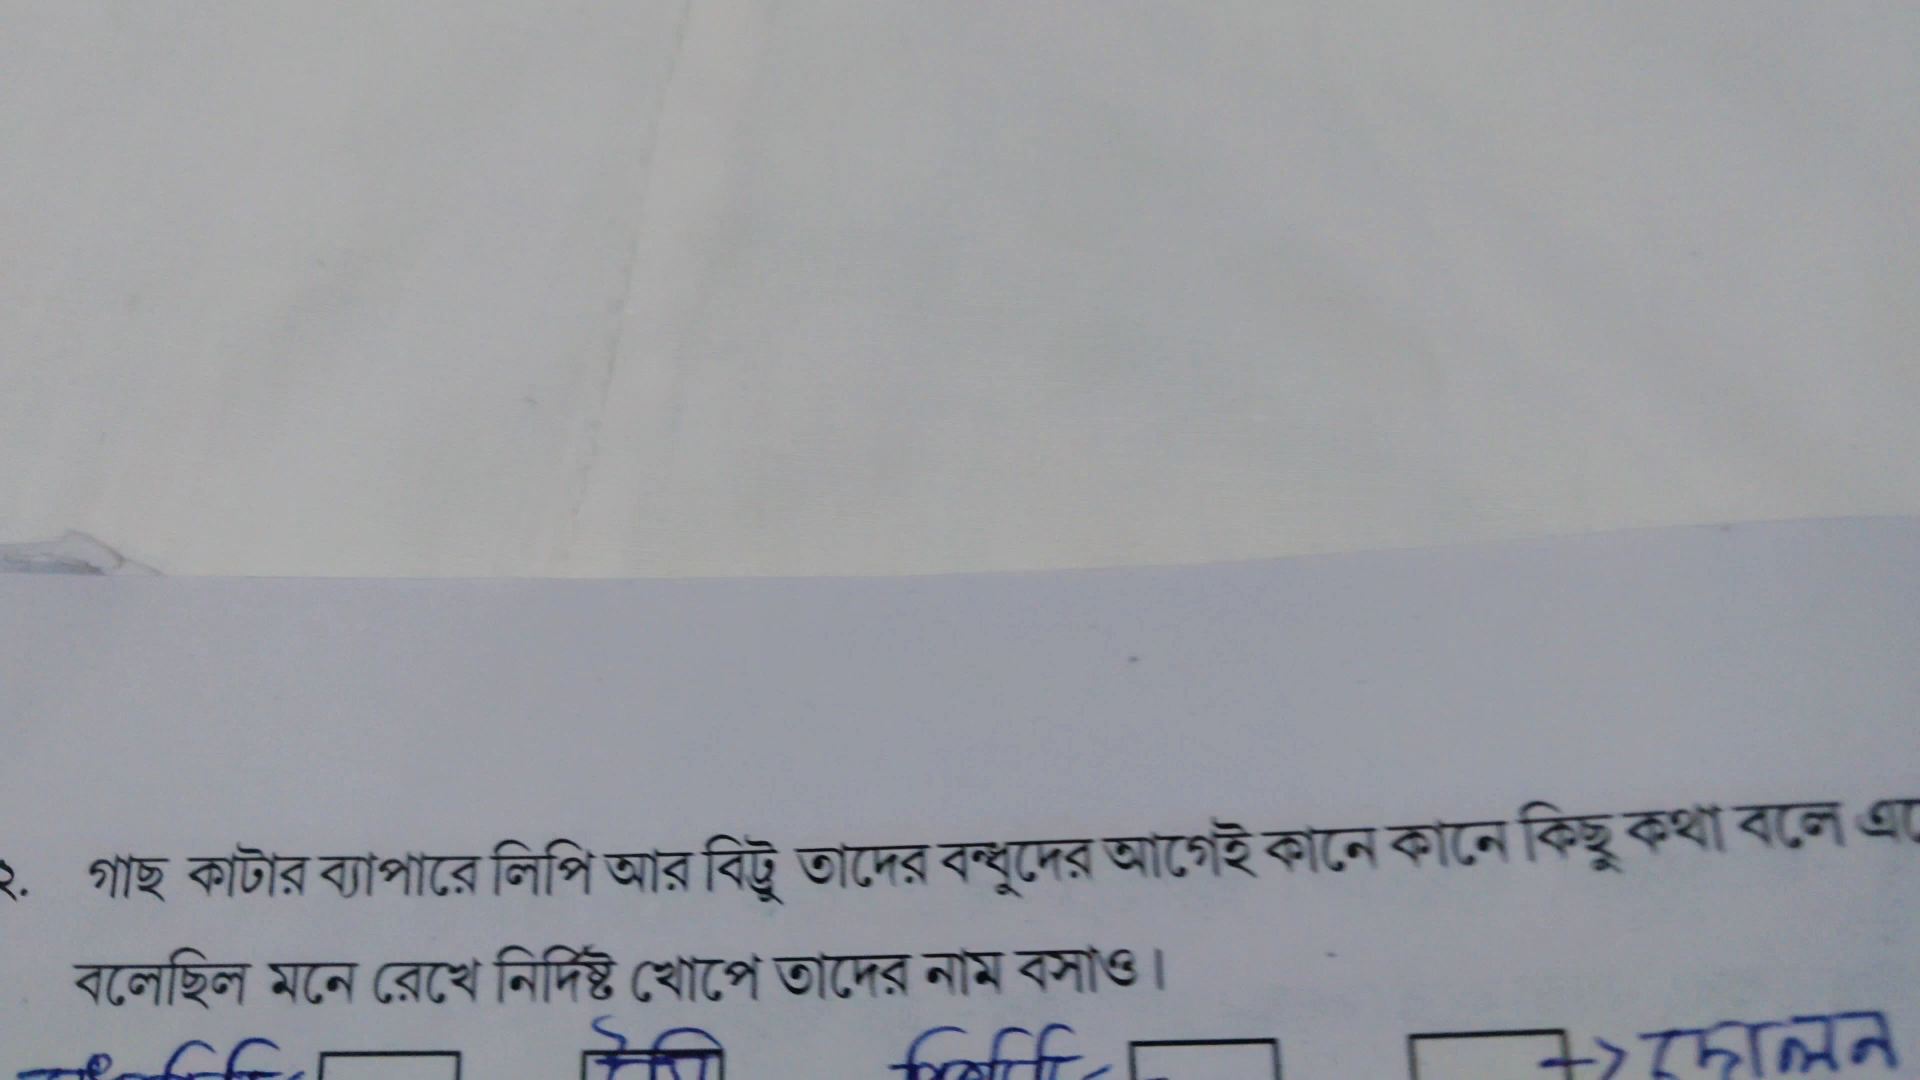 ২. গাছ কাটার ব্যাপারে লিপি আর বিটু তাদের বন্ধুদের আগেই কানে কানে কিছু কথা বলে
বলেছিল মনে রেখে নির্দিষ্ট খোপে তাদের নাম বসাও।